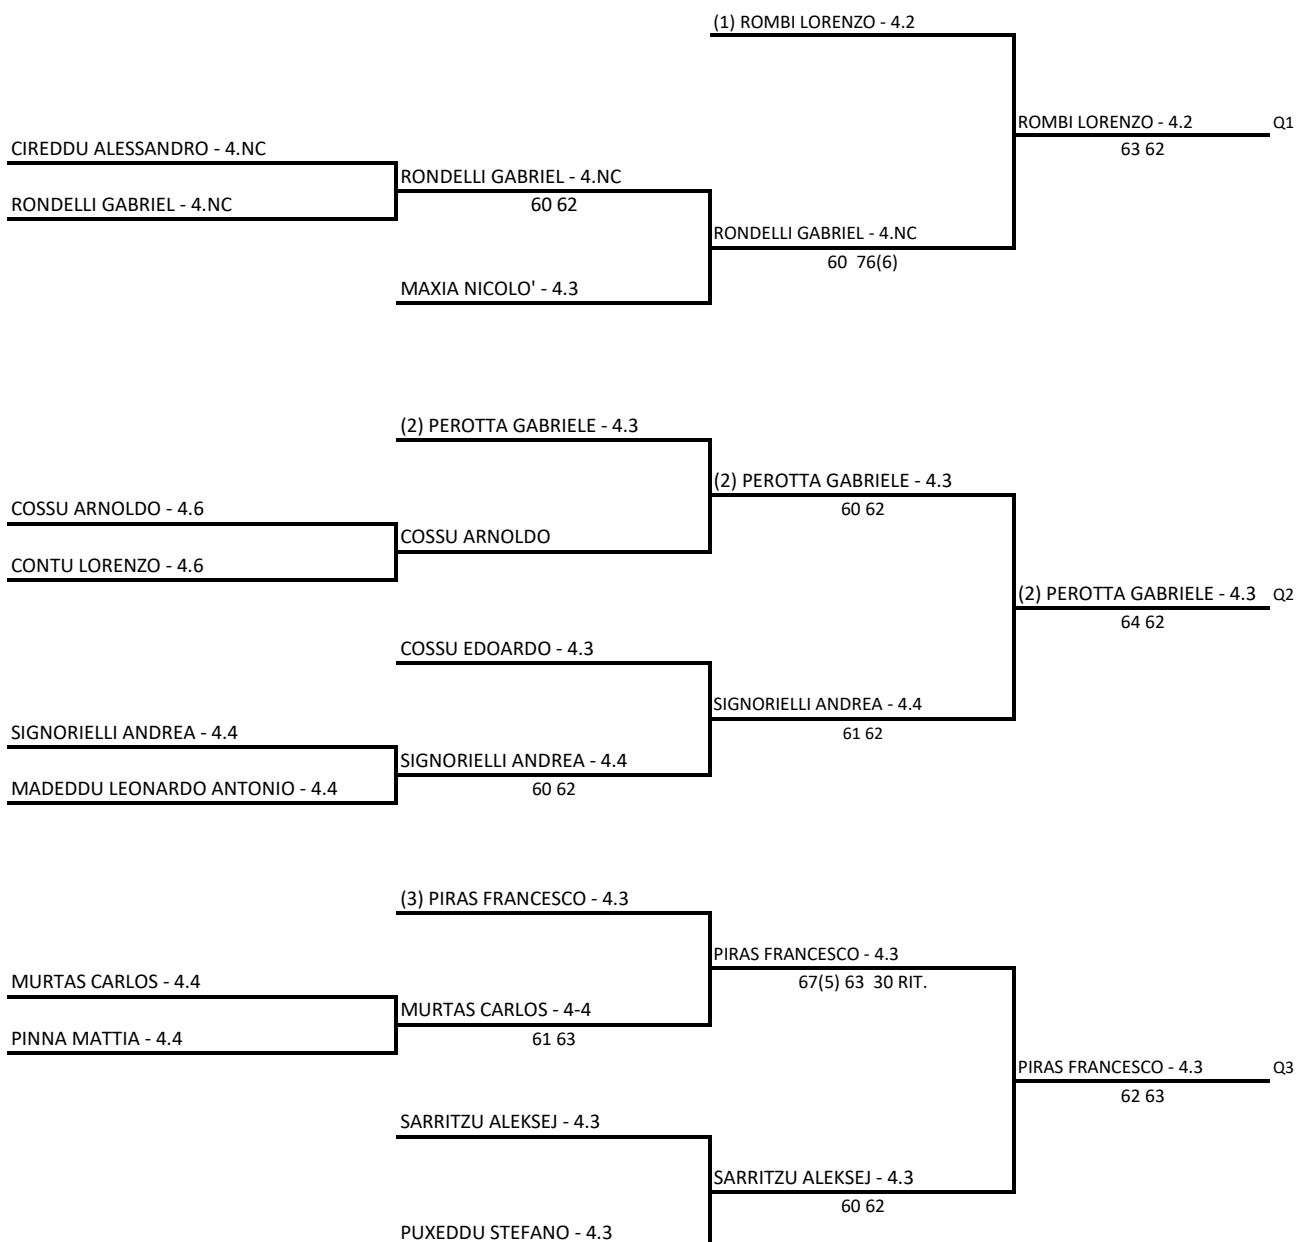 (1) ROMBI LORENZO - 4.2
ROMBI LORENZO - 4.2 Q1
63 62
CIREDDU ALESSANDRO - 4.NC
RONDELLI GABRIEL - 4.NC
60 62
RONDELLI GABRIEL - 4.NC
RONDELLI GABRIEL - 4.NC
60 76(6)
MAXIA NICOLO' - 4.3
(2) PEROTTA GABRIELE - 4.3
(2) PEROTTA GABRIELE - 4.3
60 62
COSSU ARNOLDO - 4.6
COSSU ARNOLDO
CONTU LORENZO - 4.6
(2) PEROTTA GABRIELE - 4.3 Q2
64 62
COSSU EDOARDO - 4.3
SIGNORIELLI ANDREA - 4.4
61 62
SIGNORIELLI ANDREA - 4.4
SIGNORIELLI ANDREA - 4.4
60 62
MADEDDU LEONARDO ANTONIO - 4.4
(3) PIRAS FRANCESCO - 4.3
PIRAS FRANCESCO - 4.3
67(5) 63 30 RIT.
MURTAS CARLOS - 4.4
MURTAS CARLOS - 4-4
61 63
PINNA MATTIA - 4.4
PIRAS FRANCESCO - 4.3 Q3
62 63
SARRITZU ALEKSEJ - 4.3
SARRITZU ALEKSEJ - 4.3
60 62
PUXEDDU STEFANO - 4.3